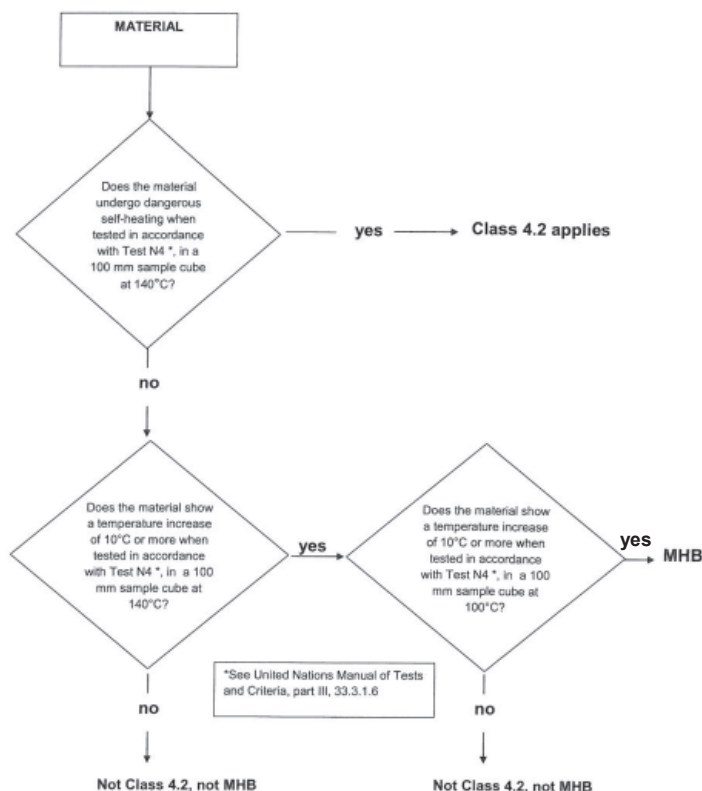 MATERIAL
Does the material
undergo dangerous
self-heating when
tested in accordance
with Test N4 *, in a
100 mm sample cube
at 140°C?
yes
Class 4.2 applies
no
Does the material show
a temperature increase
of 10°C or more when
tested in accordance
with Test N4 *, in a 100
mm sample cube at
140°C?
yes
Does the material show
a temperature increase
of 10°C or more when
tested in accordance
with Test N4 *, in a 100
mm sample cube at
100°C?
yes
MHB
*See United Nations Manual of Tests
and Criteria, part III, 33.3.1.6
no
no
Not Class 4.2, not MHB
Not Class 4.2, not MHB